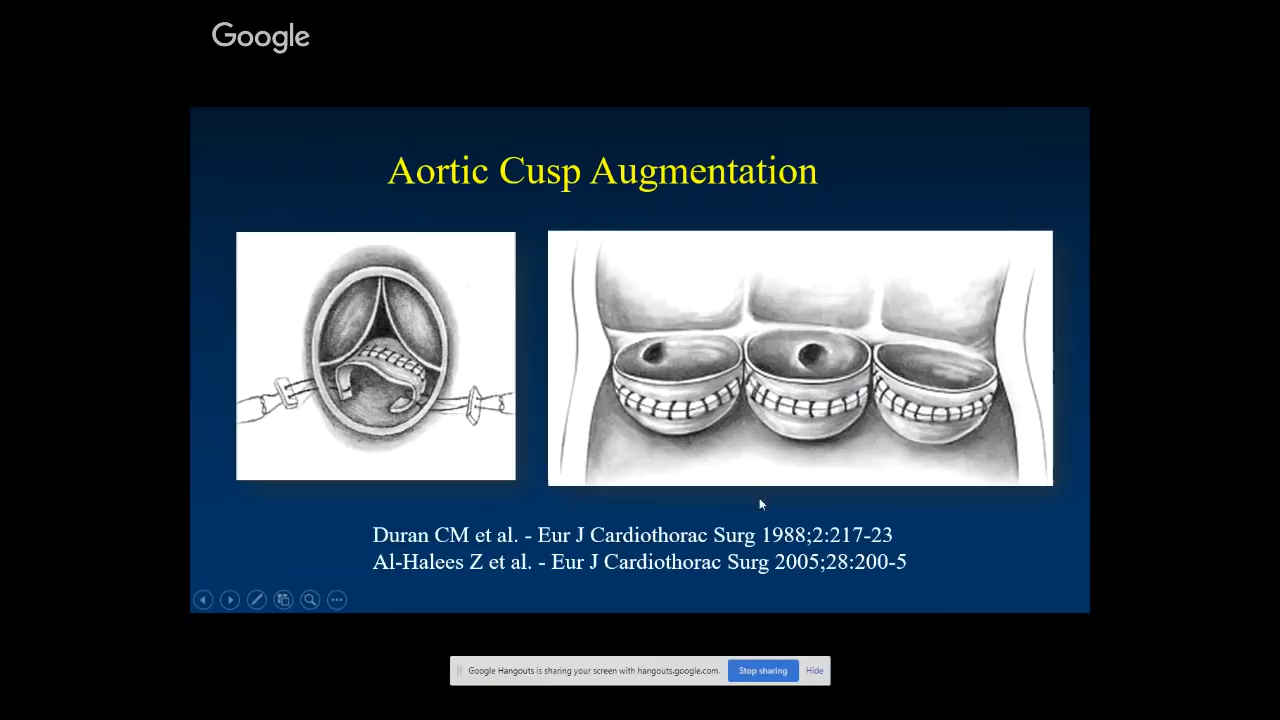 Google
Aortic Cusp Augmentation
Duran CM et al. - Eur J Cardiothorac Surg 1988;2:217-23
Al-Halees Z et al. - Eur J Cardiothorac Surg 2005;28:200-5
Google Hangouts is sharing your screen with hangouts.google.com. Stop sharing Hide